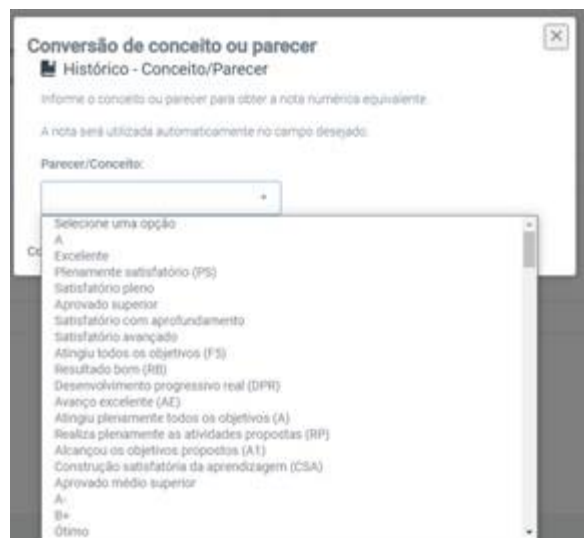 Conversão de conceito ou parecer
Histórico - Conceito/Parecer
Informe o conceito ou parecer para obter a nota numérica equivalente.
A nota será utilizada automaticamente no campo desejado.
Parecer/Conceito:
Selecione uma opção
A
Excelente
Plenamente satisfatório (PS)
Satisfatório pleno
Aprovado superior
Satisfatório com aprofundamento
Satisfatório avançado
Atingiu todos os objetivos (F5)
Resultado bom (RB)
Desenvolvimento progressivo real (DPR)
Avanço excelente (AE)
Atingiu plenamente todos os objetivos (A)
Realiza plenamente as atividades propostas (RP)
Alcançou os objetivos propostos (A1)
Construção satisfatória da aprendizagem (CSA)
Aprovado médio superior
A-
B+
Ótimo